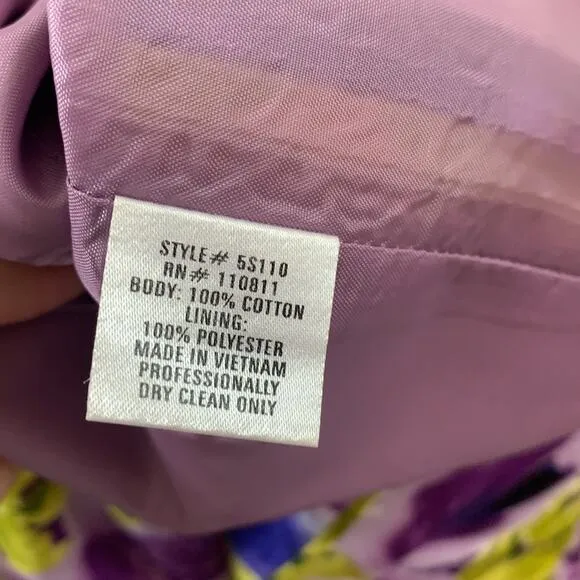 STYLE# 5S110
RN# 110811
BODY: 100% COTTON
LINING:
100% POLYESTER
MADE IN VIETNAM
PROFESSIONALLY
DRY CLEAN ONLY